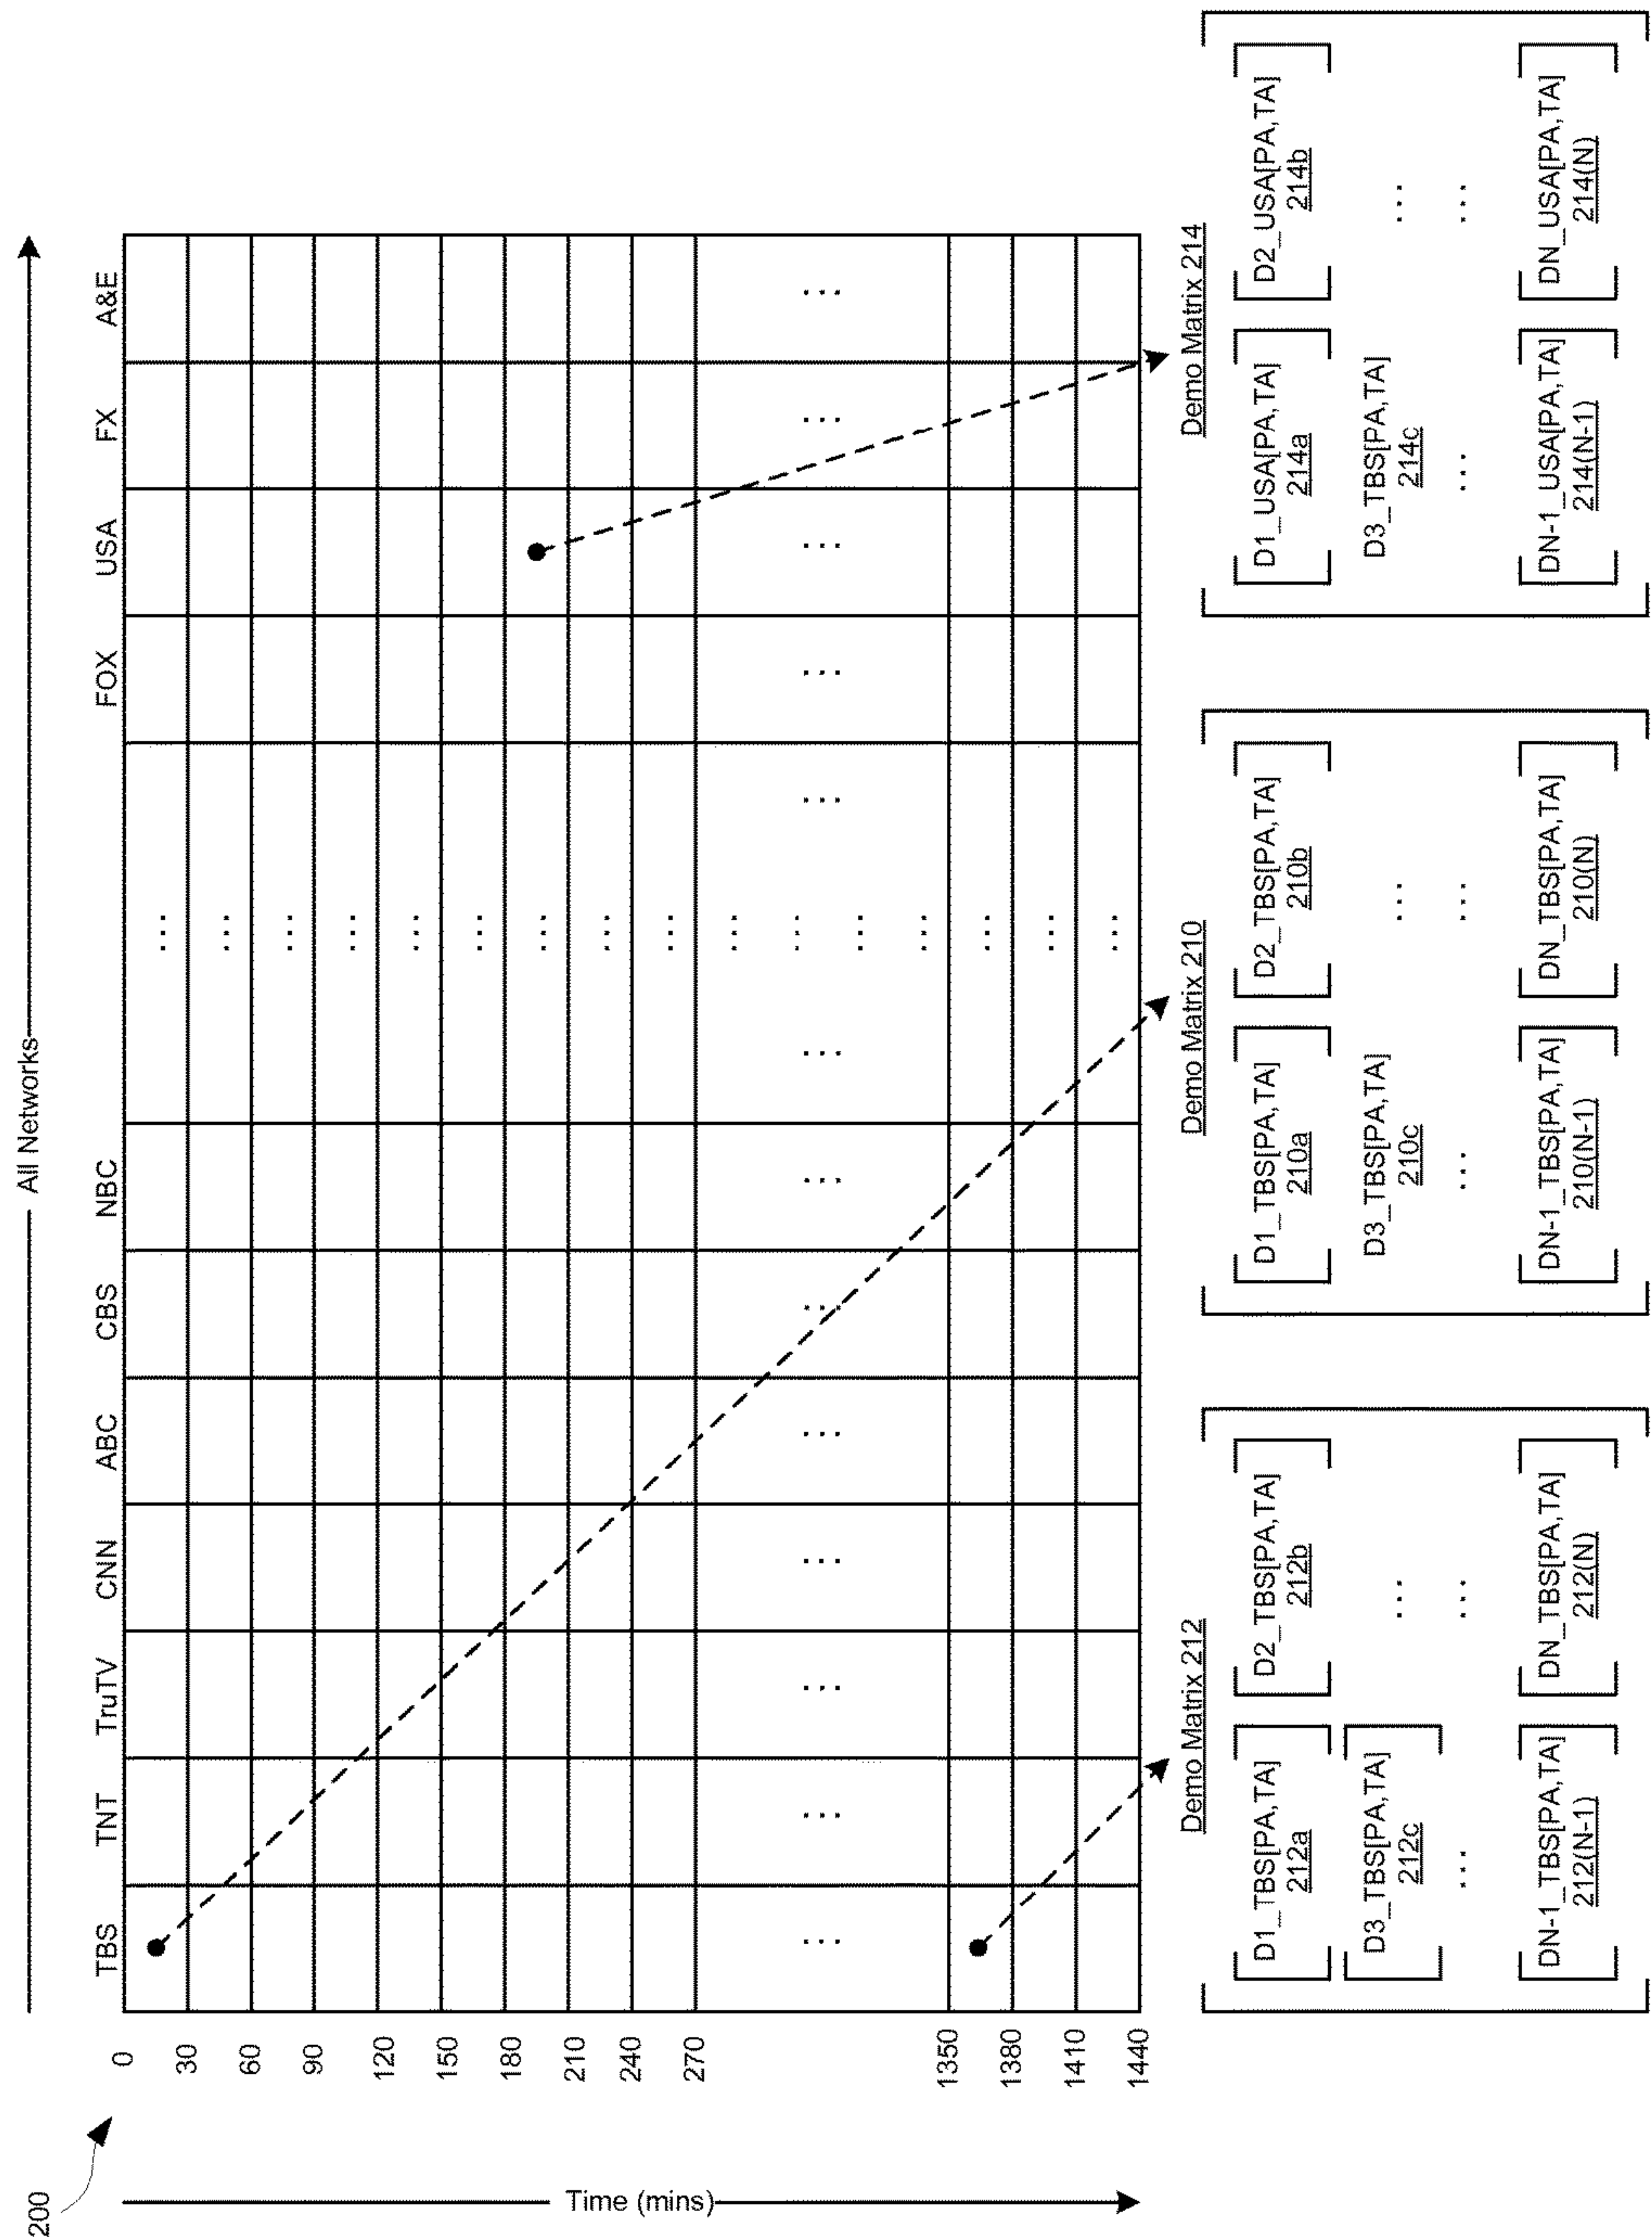 200
All Networks
TBS TNT TruTV CNN ABC CBS NBC FOX USA FX A&E
Time (mins)
0
30
60
90
120
150
180
210
240
270
1350
1380
1410
1440
... ... ... ... ... ... ... ... ... ... ... ...
Demo Matrix 212
D1_TBS[PA,TA] D2_TBS[PA,TA]
212a 212b
D3_TBS[PA,TA] ...
212c
... ...
DN-1_TBS[PA,TA] DN_TBS[PA,TA]
212(N-1) 212(N)
Demo Matrix 210
D1_TBS[PA,TA] D2_TBS[PA,TA]
210a 210b
D3_TBS[PA,TA] ...
210c
... ...
DN-1_TBS[PA,TA] DN_TBS[PA,TA]
210(N-1) 210(N)
Demo Matrix 214
D1_USA[PA,TA] D2_USA[PA,TA]
214a 214b
D3_TBS[PA,TA] ...
214c
... ...
DN-1_USA[PA,TA] DN_USA[PA,TA]
214(N-1) 214(N)